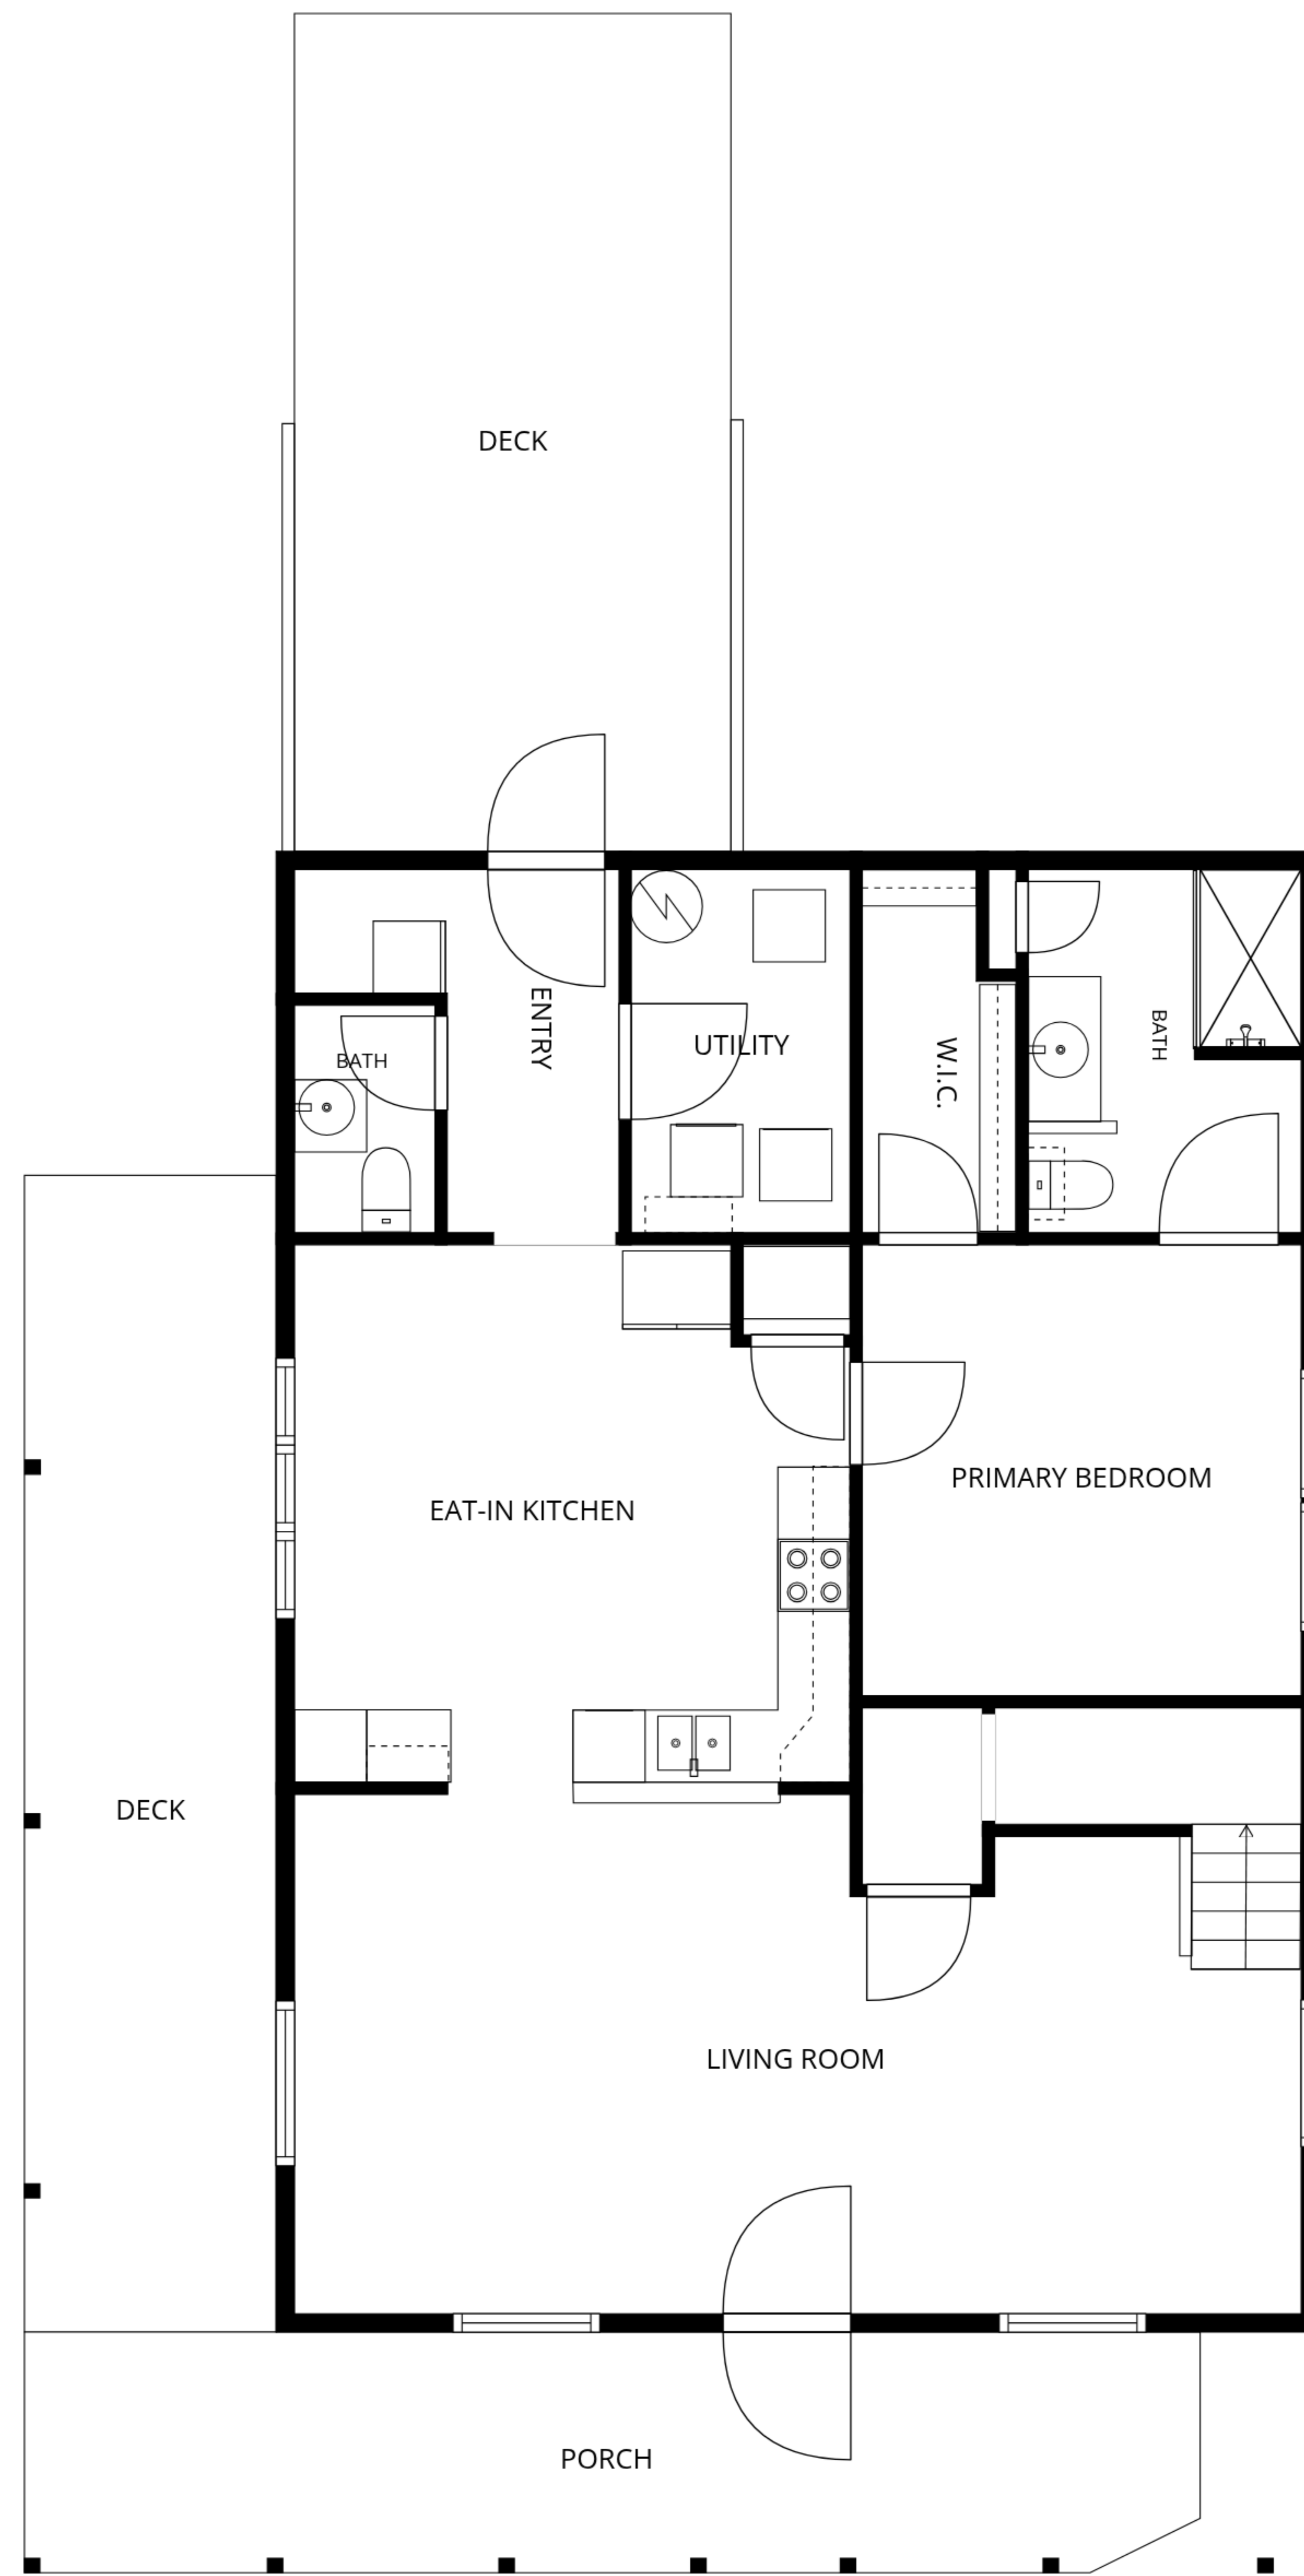 DECK
ENTRY
UTILITY
BATH
W.I.C.
BATH
EAT-IN KITCHEN
PRIMARY BEDROOM
DECK
LIVING ROOM
PORCH